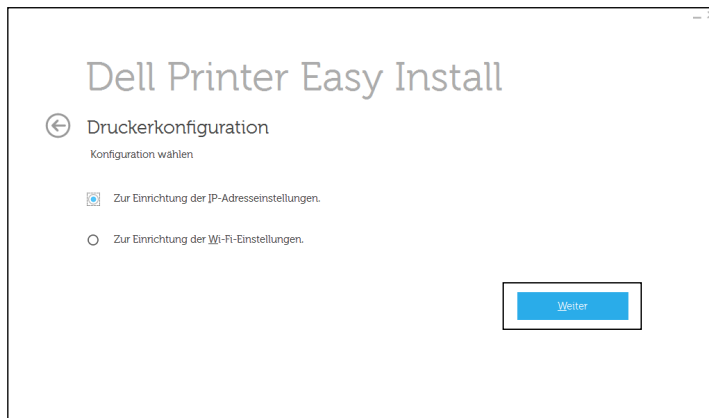 Dell Printer Easy Install
Druckerkonfiguration
Konfiguration wählen
Zur Einrichtung der IP-Adresseinstellungen.
Zur Einrichtung der Wi-Fi-Einstellungen.
Weiter